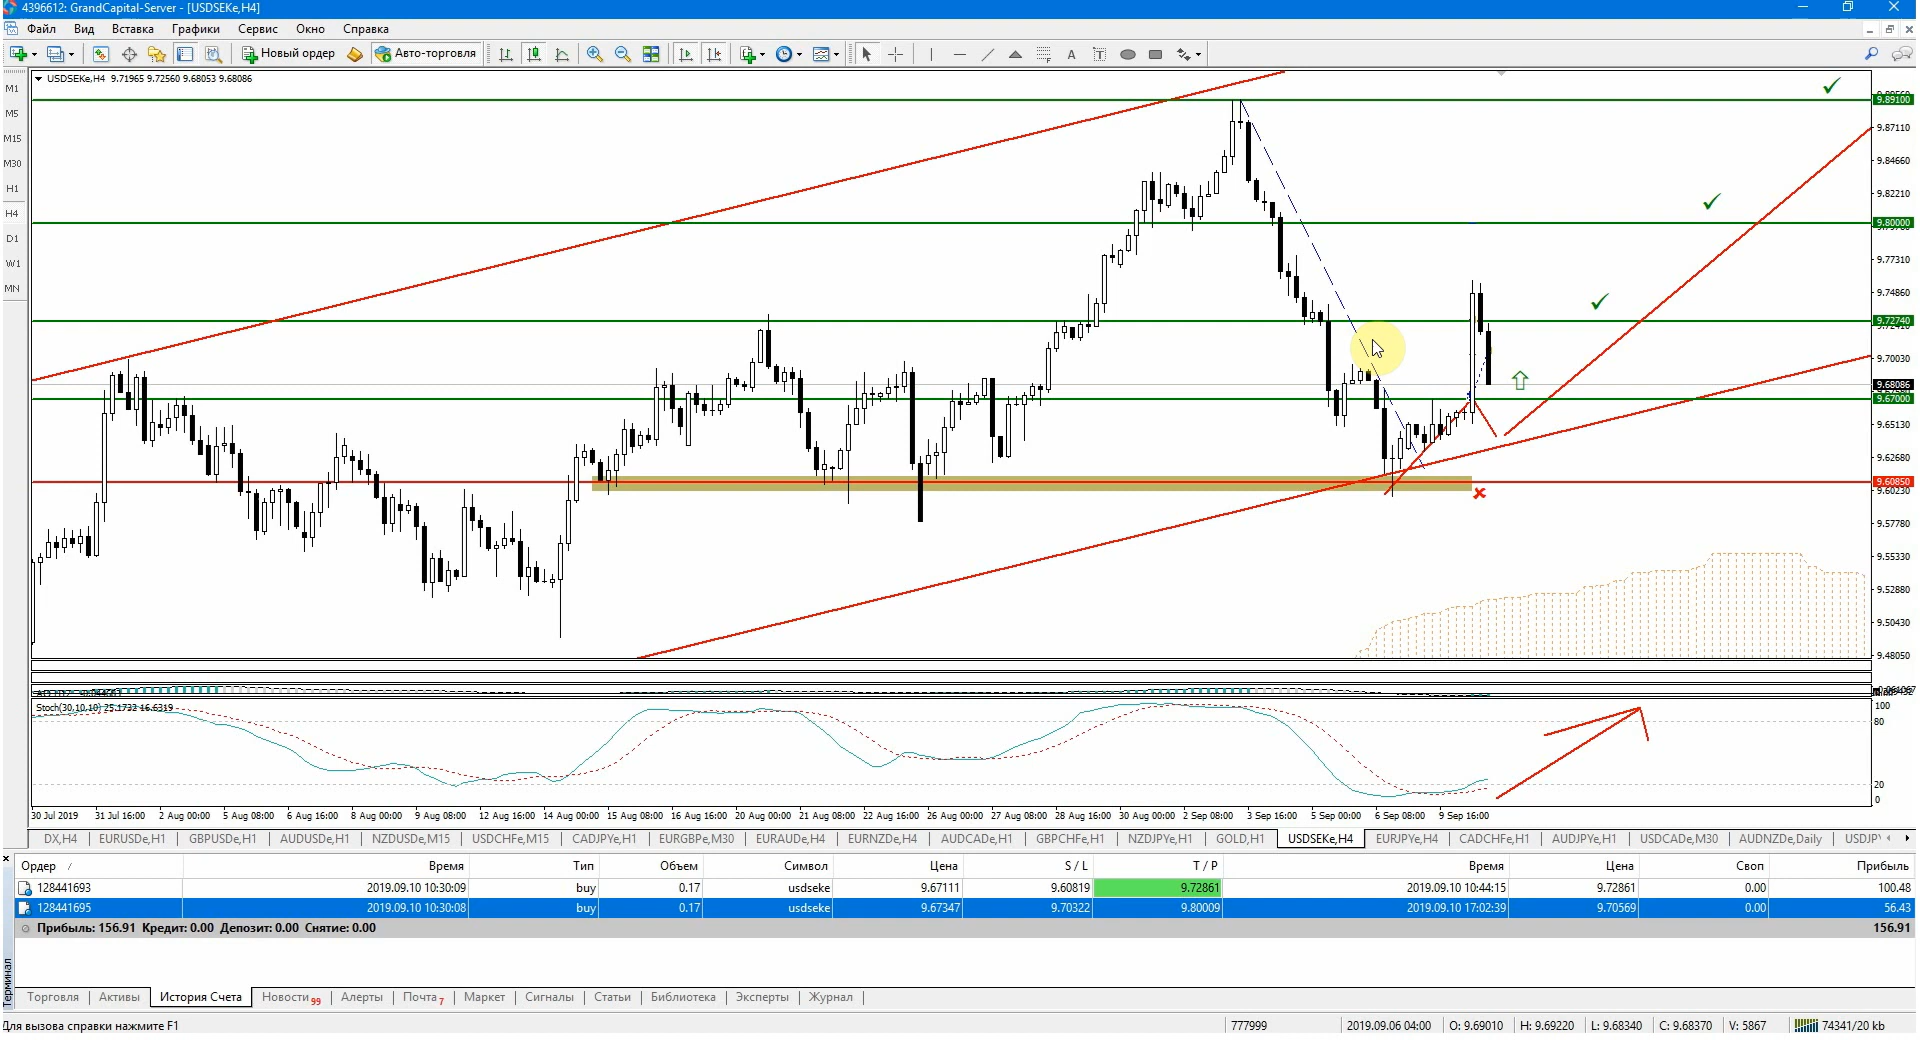 4396612: GrandCapital-Server - [USDSEKe,H4]
Файл Вид Вставка Графики Сервис Окно Справка
Новый ордер Авто-торговля
A T
USDSEKe,H4 9.71965 9.72560 9.68053 9.68086
M1
M5
M15
M30
H1
H4
D1
W1
MN
9.89100
9.87110
9.84660
9.82210
9.80000
9.77310
9.74860
9.72740
9.70030
9.68086
9.67000
9.65130
9.62680
9.60850
9.60230
9.57780
9.55330
9.52880
9.50430
9.48050
Stoch(30,10,10) 25.1732 16.6319
100
80
20
0
30 Jul 2019 31 Jul 16:00 2 Aug 00:00 5 Aug 08:00 6 Aug 16:00 8 Aug 00:00 9 Aug 08:00 12 Aug 16:00 14 Aug 00:00 15 Aug 08:00 16 Aug 16:00 20 Aug 00:00 21 Aug 08:00 22 Aug 16:00 26 Aug 00:00 27 Aug 08:00 28 Aug 16:00 30 Aug 00:00 2 Sep 08:00 3 Sep 16:00 5 Sep 00:00 6 Sep 08:00 9 Sep 16:00
DX,H4 EURUSDe,H1 GBPUSDe,H1 AUDUSDe,H1 NZDUSDe,M15 USDCHFe,M15 CADJPYe,H1 EURGBPe,M30 EURAUDe,H4 EURNZDe,H4 AUDCADe,H1 GBPCHFe,H1 NZDJPYe,H1 GOLD,H1 USDSEKe,H4 EURJPYe,H4 CADCHFe,H1 AUDJPYe,H1 USDCADe,M30 AUDNZDe,Daily USDJPY
Ордер / Время Тип Объем Символ Цена S / L T / P Время Цена Своп Прибыль
128441693 2019.09.10 10:30:09 buy 0.17 usdseke 9.67111 9.60819 9.72861 2019.09.10 10:44:15 9.72861 0.00 100.48
128441695 2019.09.10 10:30:08 buy 0.17 usdseke 9.67347 9.70322 9.80009 2019.09.10 17:02:39 9.70569 0.00 56.43
Прибыль: 156.91 Кредит: 0.00 Депозит: 0.00 Снятие: 0.00 156.91
Терминал
Торговля Активы История Счета Новости 99 Алерты Почта 7 Маркет Сигналы Статьи Библиотека Эксперты Журнал
Для вызова справки нажмите F1 777999 2019.09.06 04:00 O: 9.69010 H: 9.69220 L: 9.68340 C: 9.68370 V: 5867 74341/20 kb